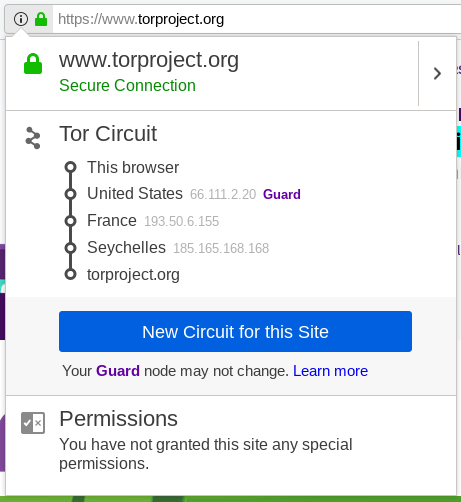 https://www.torproject.org
www.torproject.org
Secure Connection
Tor Circuit
This browser
United States 66.111.2.20 Guard
France 193.50.6.155
Seychelles 185.165.168.168
torproject.org
New Circuit for this Site
Your Guard node may not change. Learn more
Permissions
You have not granted this site any special
permissions.